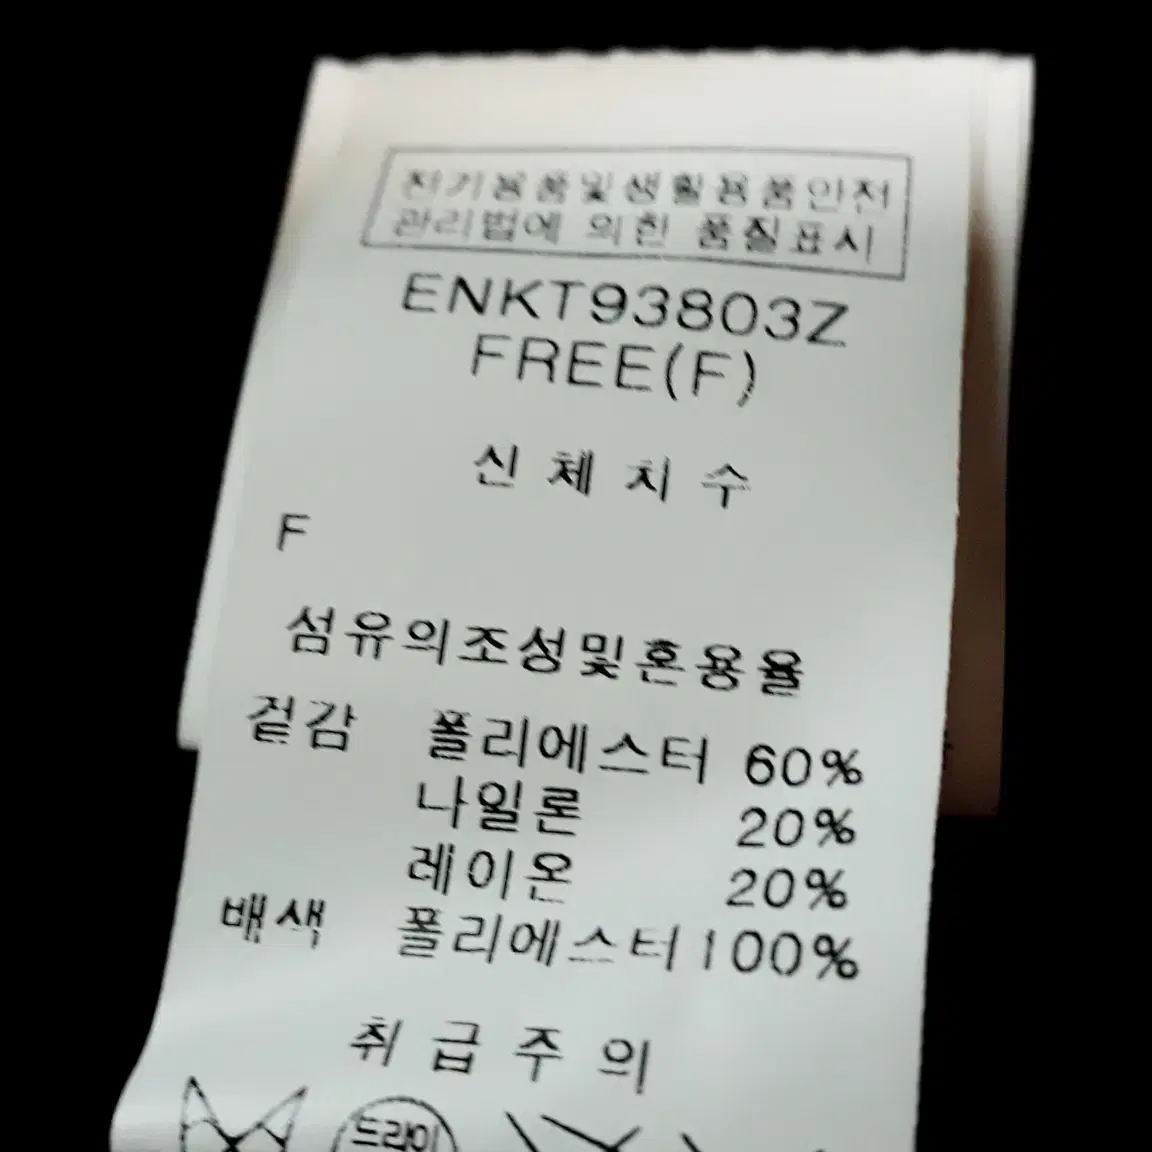 전기용품및생활용품안전
관리법에 의한 품질표시
ENKT93803Z
FREE(F)
신 체 치 수
F
섬유의조성및혼용율
겉감 폴리에스터 60%
나일론 20%
레이온 20%
배색 폴리에스터 100%
취 급 주 의
드라이